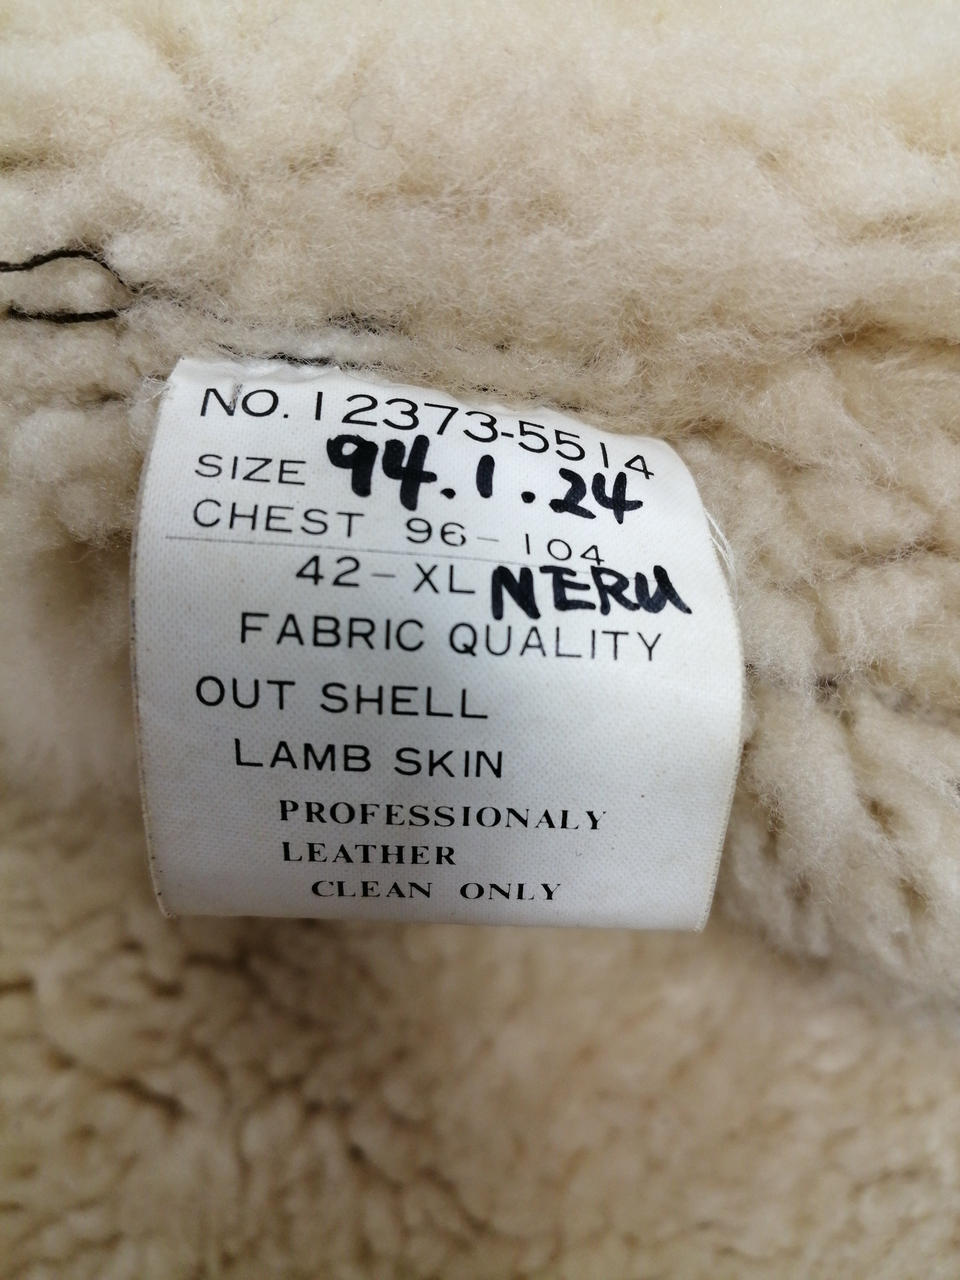 NO. 12373-5514
SIZE 94.1.24
CHEST 96-104
42-XL NERU
FABRIC QUALITY
OUT SHELL
LAMB SKIN
PROFESSIONALY
LEATHER
CLEAN ONLY